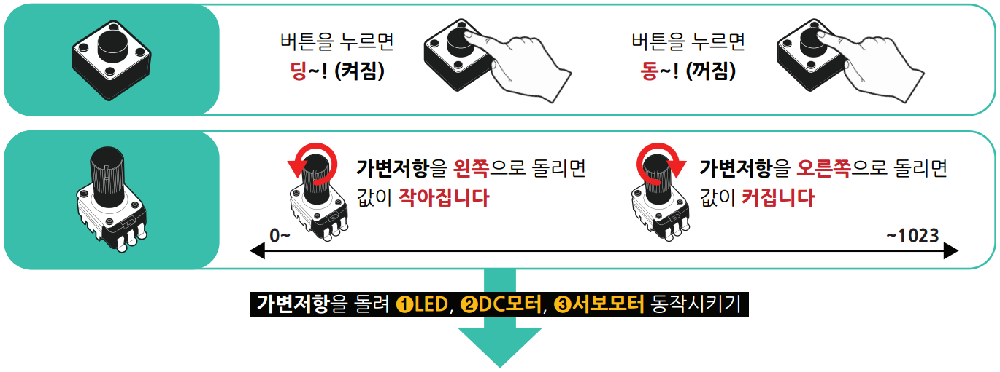 버튼을 누르면
딩~! (켜짐)
버튼을 누르면
동~! (꺼짐)
가변저항을 왼쪽으로 돌리면
값이 작아집니다
가변저항을 오른쪽으로 돌리면
값이 커집니다
0~
~1023
가변저항을 돌려 ❶LED, ❷DC모터, ❸서보모터 동작시키기